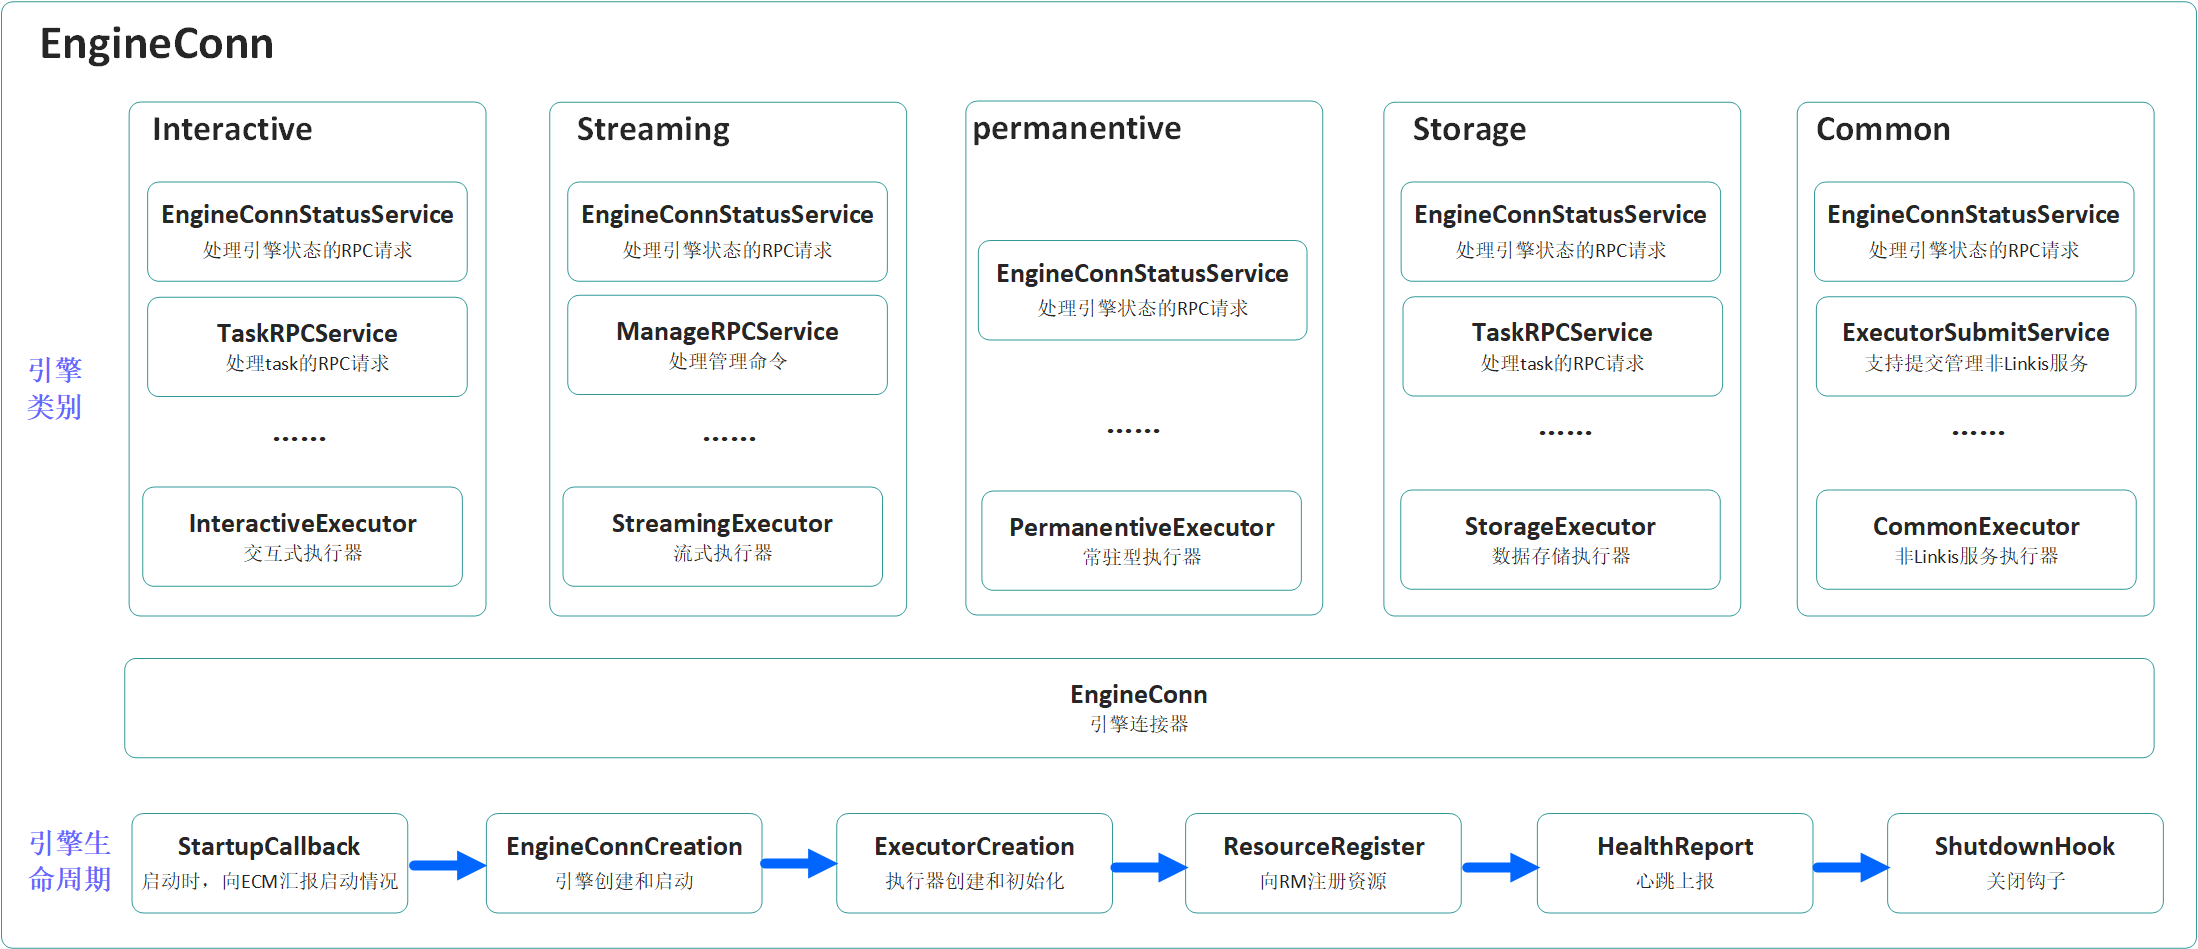 EngineConn
引擎
类别
Interactive
EngineConnStatusService
处理引擎状态的RPC请求
TaskRPCService
处理task的RPC请求
……
InteractiveExecutor
交互式执行器
Streaming
EngineConnStatusService
处理引擎状态的RPC请求
ManageRPCService
处理管理命令
……
StreamingExecutor
流式执行器
permanentive
EngineConnStatusService
处理引擎状态的RPC请求
……
PermanentiveExecutor
常驻型执行器
Storage
EngineConnStatusService
处理引擎状态的RPC请求
TaskRPCService
处理task的RPC请求
……
StorageExecutor
数据存储执行器
Common
EngineConnStatusService
处理引擎状态的RPC请求
ExecutorSubmitService
支持提交管理非Linkis服务
……
CommonExecutor
非Linkis服务执行器
EngineConn
引擎连接器
引擎生
命周期
StartupCallback
启动时，向ECM汇报启动情况
EngineConnCreation
引擎创建和启动
ExecutorCreation
执行器创建和初始化
ResourceRegister
向RM注册资源
HealthReport
心跳上报
ShutdownHook
关闭钩子